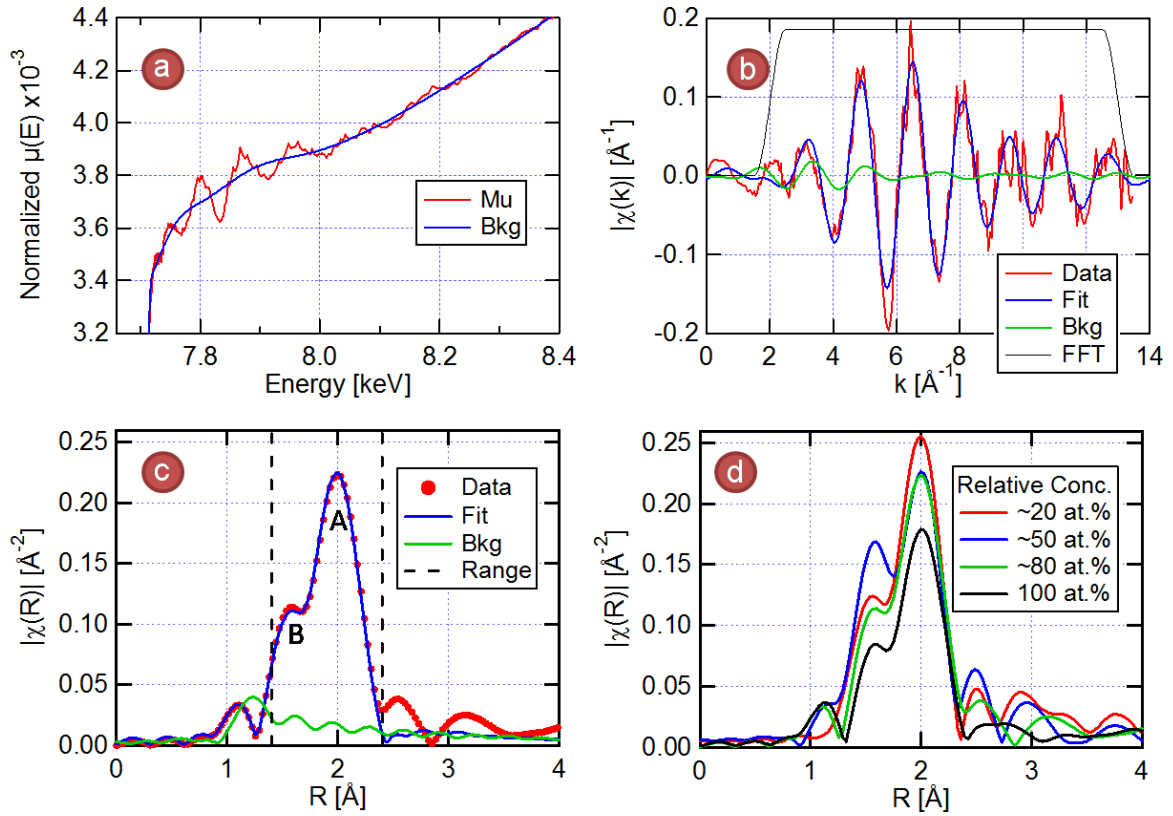 a
4.4
4.2
4.0
3.8
3.6
3.4
3.2
Normalized μ(E) x10⁻³
Mu
Bkg
7.8
8.0
8.2
8.4
Energy [keV]
b
0.2
0.1
0.0
-0.1
-0.2
|χ(k)| [Å⁻¹]
Data
Fit
Bkg
FFT
0
2
4
6
8
10
12
14
k [Å⁻¹]
c
0.25
0.20
0.15
0.10
0.05
0.00
|χ(R)| [Å⁻²]
A
B
Data
Fit
Bkg
Range
0
1
2
3
4
R [Å]
d
0.25
0.20
0.15
0.10
0.05
0.00
|χ(R)| [Å⁻²]
Relative Conc.
~20 at.%
~50 at.%
~80 at.%
100 at.%
0
1
2
3
4
R [Å]